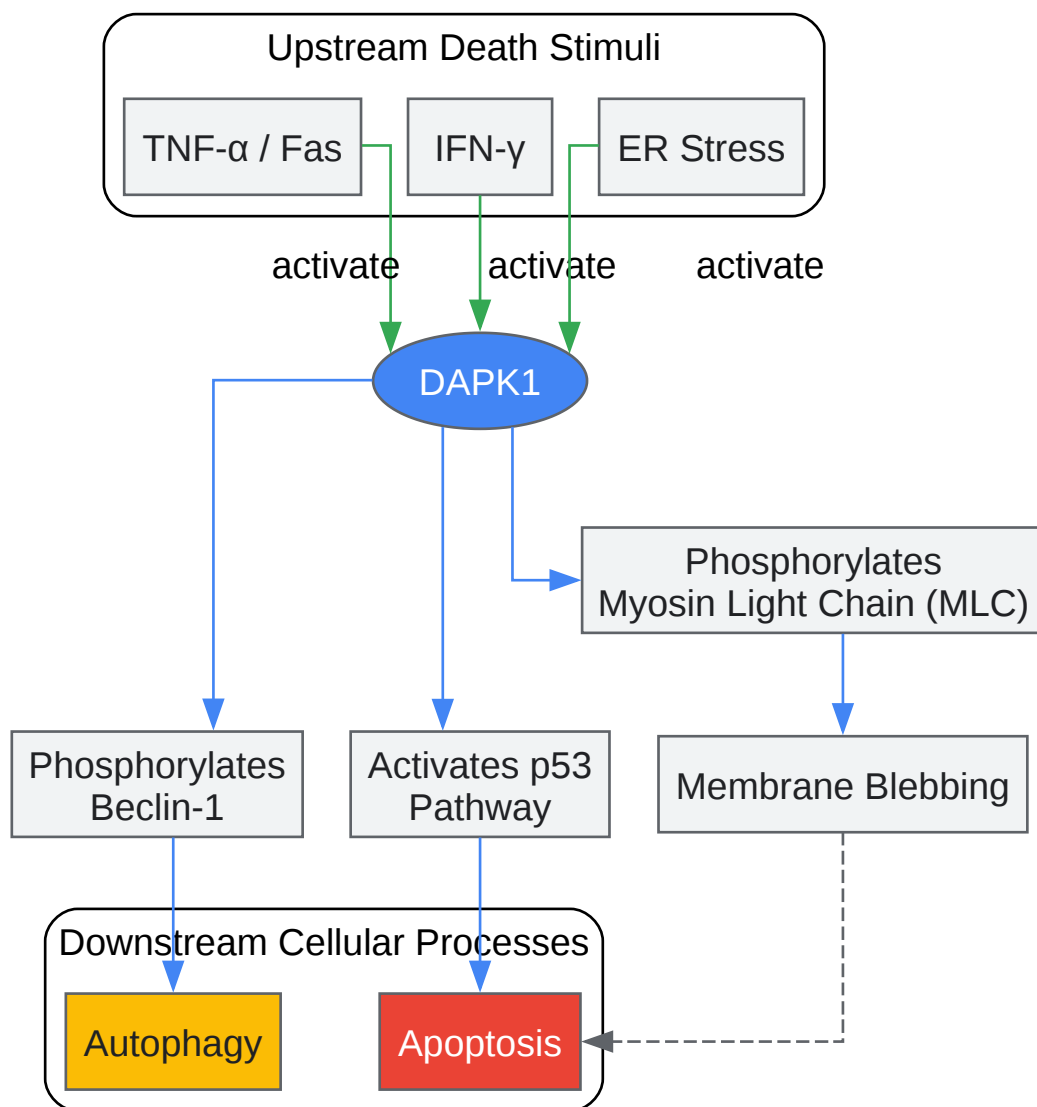 Upstream Death Stimuli
TNF-α / Fas
IFN-γ
ER Stress
activate
activate
activate
DAPK1
Phosphorylates
Myosin Light Chain (MLC)
Phosphorylates
Beclin-1
Activates p53
Pathway
Membrane Blebbing
Downstream Cellular Processes
Autophagy
Apoptosis